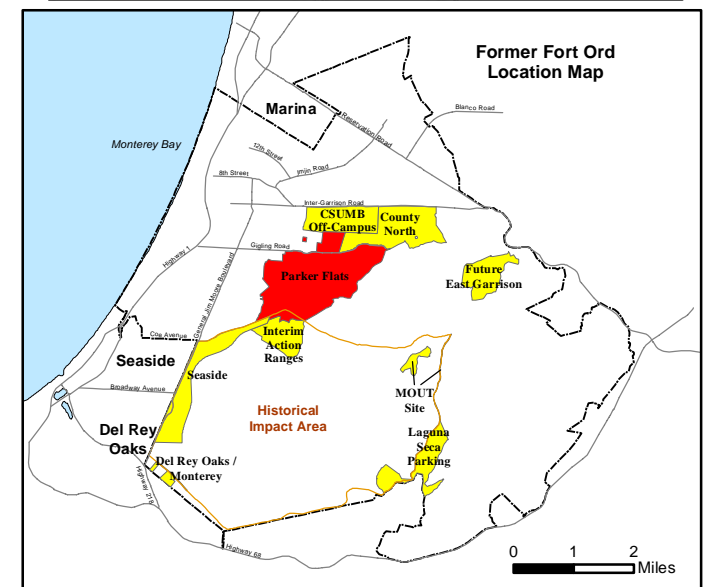 Former Fort Ord
Location Map
Marina
Blanco Road
Reservation Road
Monterey Bay
12th Street
Imjin Road
8th Street
Inter-Garrison Road
CSUMB
Off-Campus
County
North
Gigling Road
Highway 1
General Jim Moore Boulevard
Parker Flats
Future
East Garrison
Coe Avenue
Interim
Action
Ranges
Seaside
Seaside
Broadway Avenue
MOUT
Site
Historical
Impact Area
Del Rey
Oaks
Laguna
Seca
Parking
Del Rey Oaks /
Monterey
Highway 218
Highway 68
0 1 2
Miles